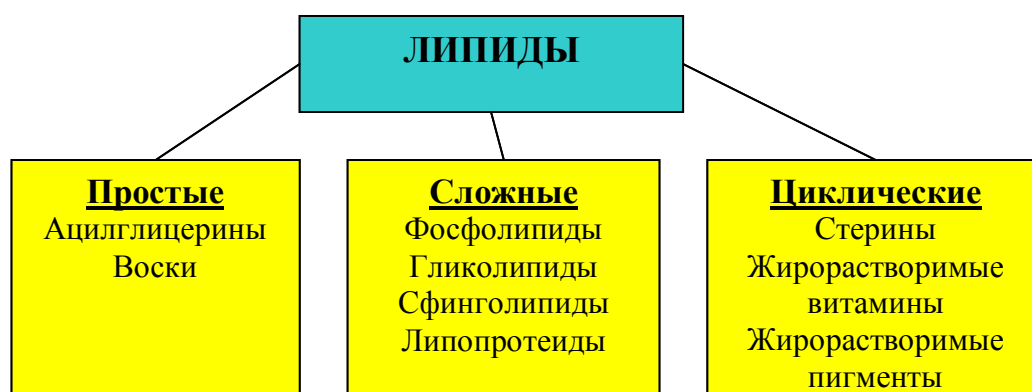 ЛИПИДЫ
Простые
Ацилглицерины
Воски
Сложные
Фосфолипиды
Гликолипиды
Сфинголипиды
Липопротеиды
Циклические
Стерины
Жирорастворимые
витамины
Жирорастворимые
пигменты